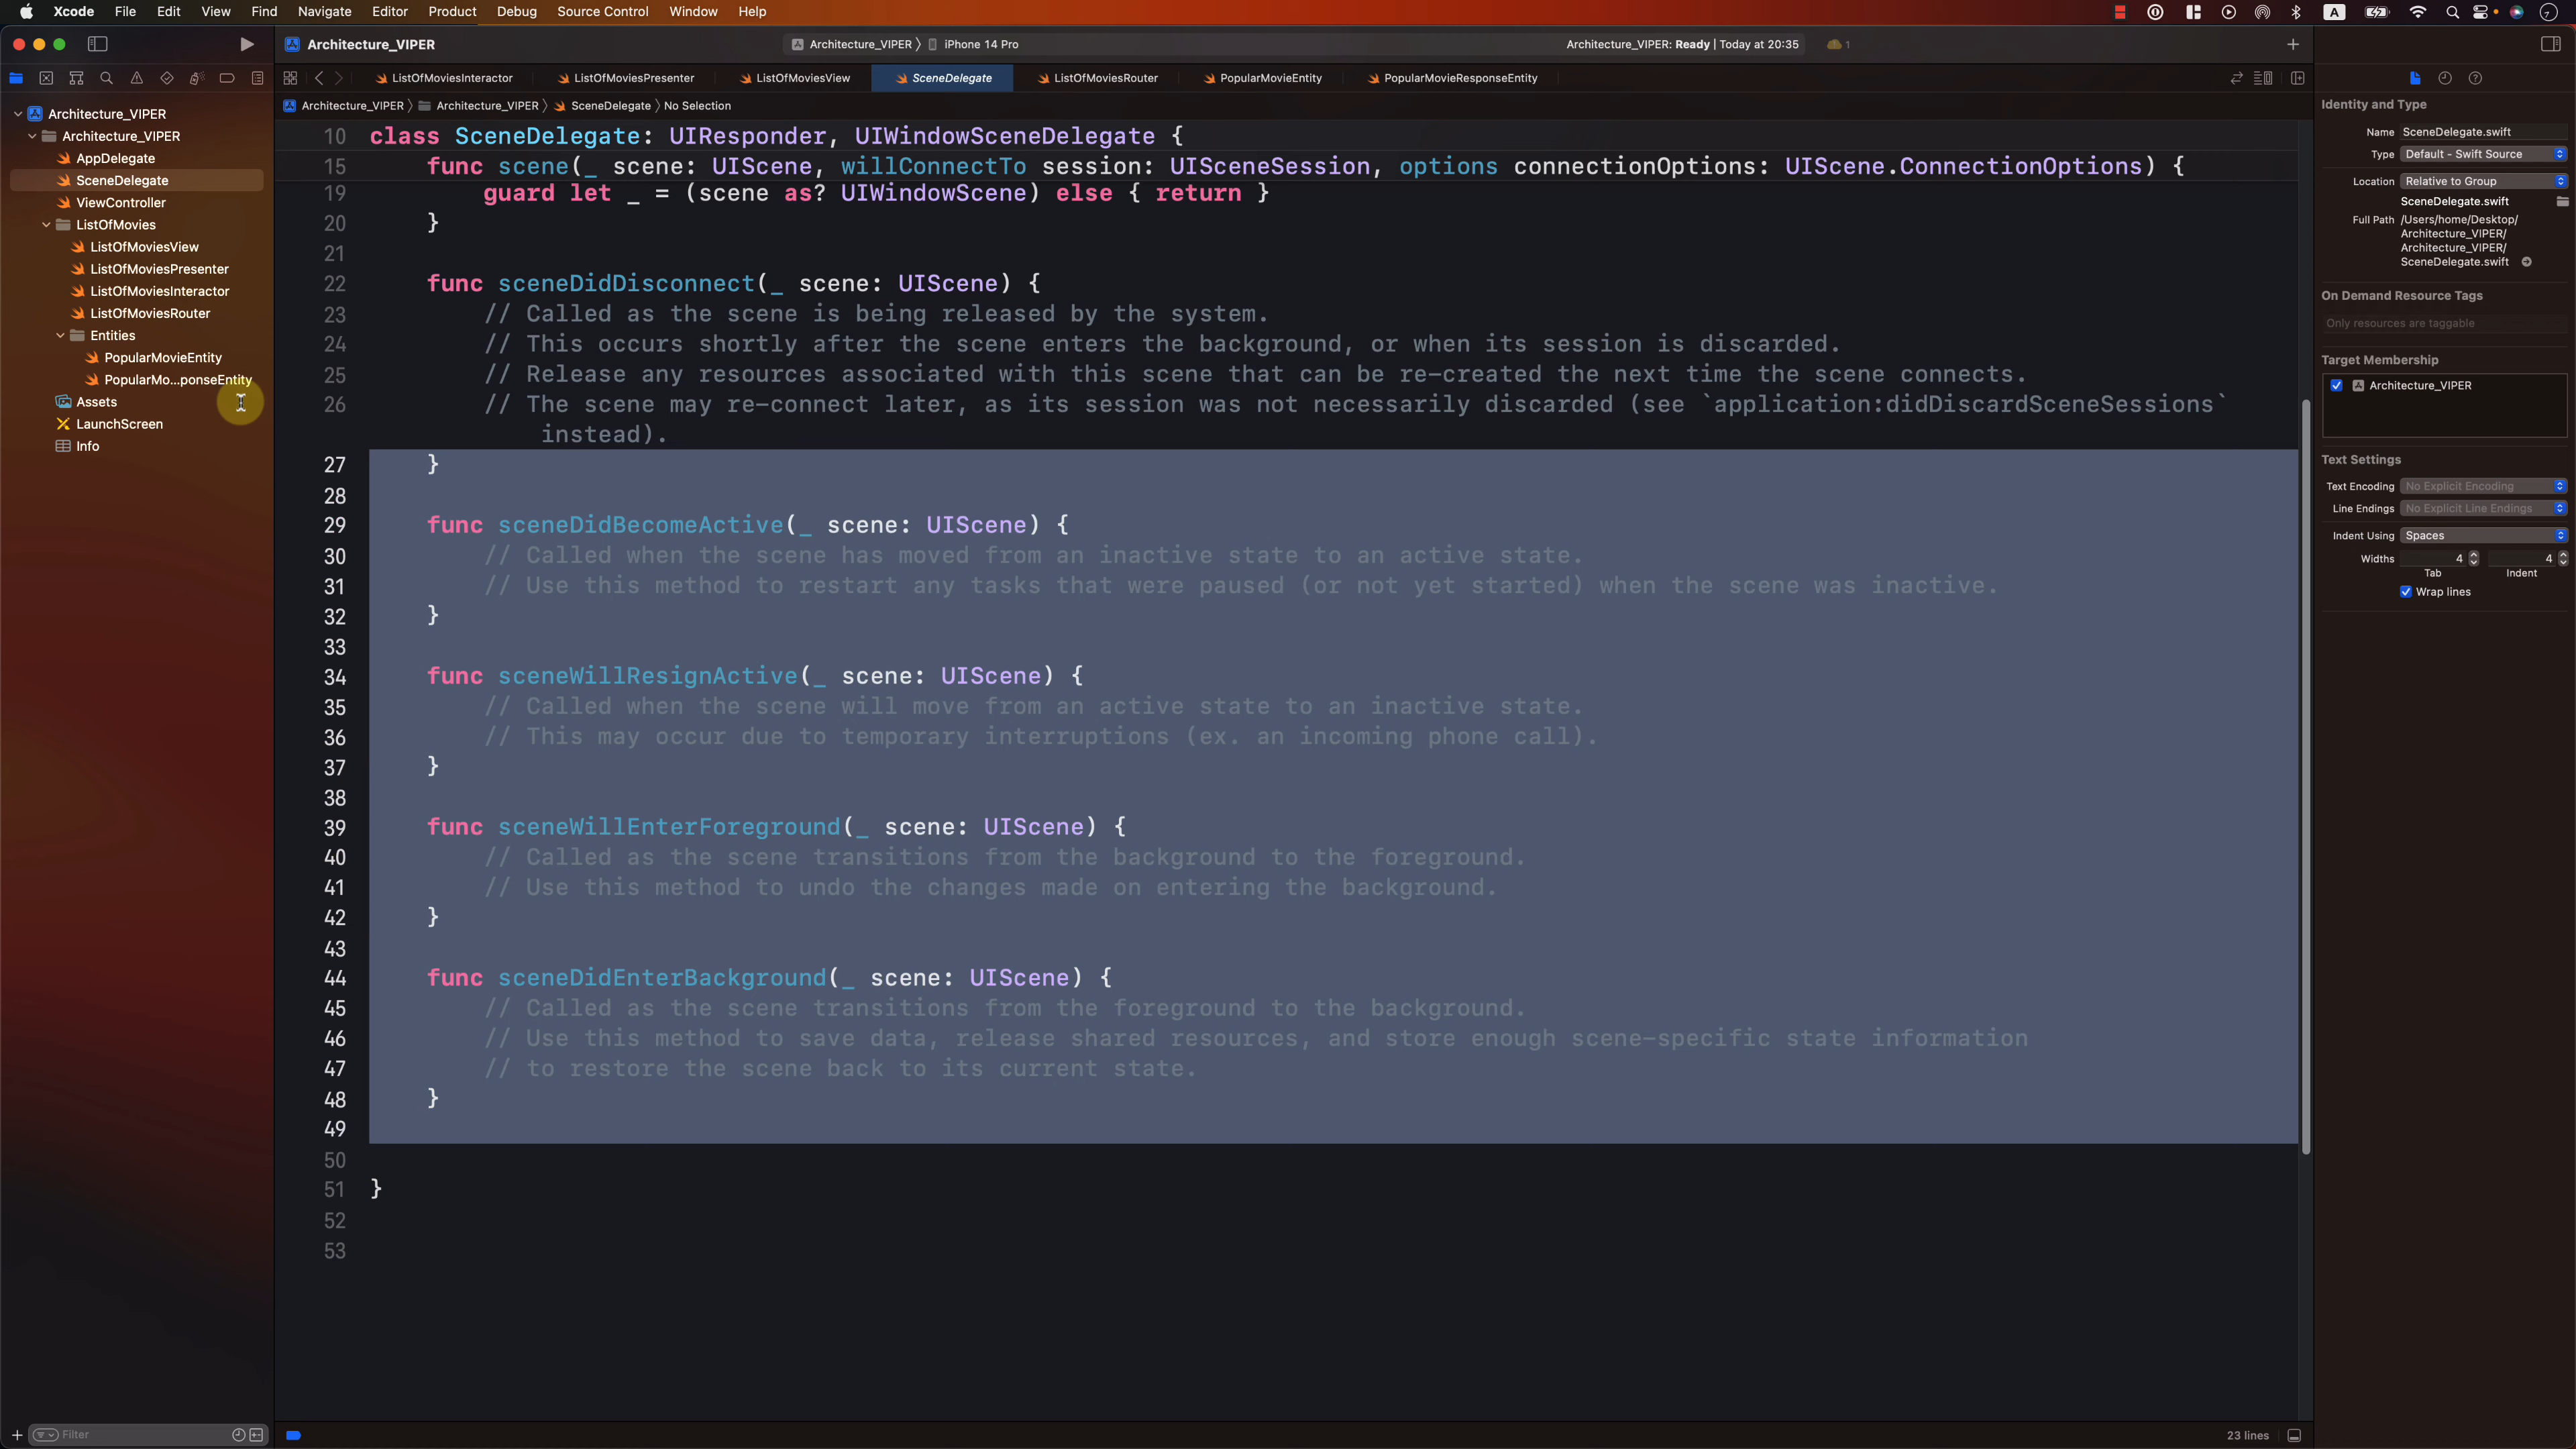 Xcode File Edit View Find Navigate Editor Product Debug Source Control Window Help
Architecture_VIPER
Architecture_VIPER 〉 iPhone 14 Pro
Architecture_VIPER: Ready | Today at 20:35
1
ListOfMoviesInteractor ListOfMoviesPresenter ListOfMoviesView SceneDelegate ListOfMoviesRouter PopularMovieEntity PopularMovieResponseEntity
Architecture_VIPER 〉 Architecture_VIPER 〉 SceneDelegate 〉 No Selection
Architecture_VIPER
Architecture_VIPER
AppDelegate
SceneDelegate
ViewController
ListOfMovies
ListOfMoviesView
ListOfMoviesPresenter
ListOfMoviesInteractor
ListOfMoviesRouter
Entities
PopularMovieEntity
PopularMo...ponseEntity
Assets
LaunchScreen
Info
Filter
10 class SceneDelegate: UIResponder, UIWindowSceneDelegate {
15 func scene(_ scene: UIScene, willConnectTo session: UISceneSession, options connectionOptions: UIScene.ConnectionOptions) {
19 guard let _ = (scene as? UIWindowScene) else { return }
20 }
21
22 func sceneDidDisconnect(_ scene: UIScene) {
23 // Called as the scene is being released by the system.
24 // This occurs shortly after the scene enters the background, or when its session is discarded.
25 // Release any resources associated with this scene that can be re-created the next time the scene connects.
26 // The scene may re-connect later, as its session was not necessarily discarded (see `application:didDiscardSceneSessions`
instead).
27 }
28
29 func sceneDidBecomeActive(_ scene: UIScene) {
30 // Called when the scene has moved from an inactive state to an active state.
31 // Use this method to restart any tasks that were paused (or not yet started) when the scene was inactive.
32 }
33
34 func sceneWillResignActive(_ scene: UIScene) {
35 // Called when the scene will move from an active state to an inactive state.
36 // This may occur due to temporary interruptions (ex. an incoming phone call).
37 }
38
39 func sceneWillEnterForeground(_ scene: UIScene) {
40 // Called as the scene transitions from the background to the foreground.
41 // Use this method to undo the changes made on entering the background.
42 }
43
44 func sceneDidEnterBackground(_ scene: UIScene) {
45 // Called as the scene transitions from the foreground to the background.
46 // Use this method to save data, release shared resources, and store enough scene-specific state information
47 // to restore the scene back to its current state.
48 }
49
50
51 }
52
53
23 lines
Identity and Type
Name SceneDelegate.swift
Type Default - Swift Source
Location Relative to Group
SceneDelegate.swift
Full Path /Users/home/Desktop/
Architecture_VIPER/
Architecture_VIPER/
SceneDelegate.swift
On Demand Resource Tags
Only resources are taggable
Target Membership
Architecture_VIPER
Text Settings
Text Encoding No Explicit Encoding
Line Endings No Explicit Line Endings
Indent Using Spaces
Widths 4 4
Tab Indent
Wrap lines